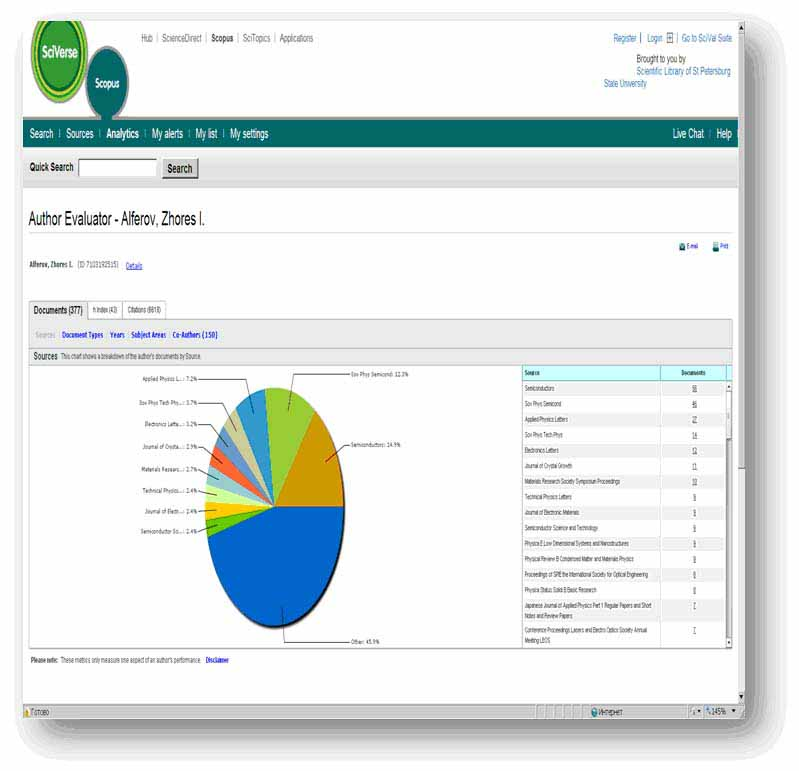 SciVerse
Scopus
Hub | ScienceDirect | Scopus | SciTopics | Applications
Register | Login | Go to SciVal Suite
Brought to you by
Scientific Library of St Petersburg
State University
Search | Sources | Analytics | My alerts | My list | My settings
Live Chat | Help
Quick Search
Search
Author Evaluator - Alferov, Zhores I.
E-mail Print
Alferov, Zhores I. (ID 7103192515) Details
Documents (377) h Index (43) Citations
Sources | Document Types | Years | Subject Areas | Co-Authors (150)
Sources This chart shows a breakdown of the author's documents by Source.
Applied Physics L...: 7.2%
Sov Phys Semicond: 12.3%
Sov Phys Tech Phy...: 3.7%
Electronics Lette...: 3.2%
Journal of Crysta...: 2.9%
Semiconductors: 14.9%
Materials Researc...: 2.7%
Technical Physics...: 2.4%
Journal of Electr...: 2.4%
Semiconductor Sc...: 2.4%
Other: 45.9%
Source Documents
Semiconductors
Sov Phys Semicond 46
Applied Physics Letters 27
Sov Phys Tech Phys 14
Electronics Letters 12
Journal of Crystal Growth 11
Materials Research Society Symposium Proceedings 10
Technical Physics Letters 9
Journal of Electronic Materials 9
Semiconductor Science and Technology 9
Physica E Low Dimensional Systems and Nanostructures
Physical Review B Condensed Matter and Materials Physics
Proceedings of SPIE the International Society for Optical Engineering
Physica Status Solidi B Basic Research
Japanese Journal of Applied Physics Part 1 Regular Papers and Short
Notes and Review Papers 7
Conference Proceedings Lasers and Electro Optics Society Annual
Meeting LEOS 7
Please note: These metrics only measure one aspect of an author's performance. Disclaimer
Готово
Интернет
145%